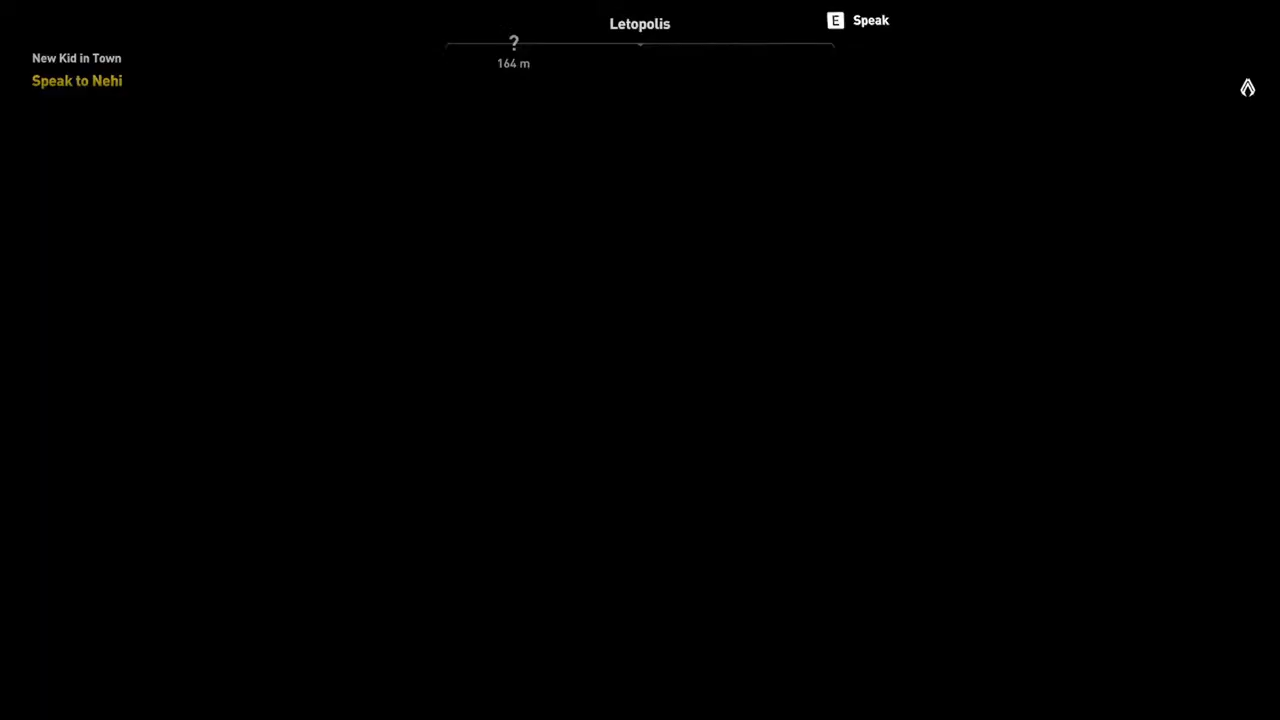 Letopolis
E Speak
?
164 m
New Kid in Town
Speak to Nehi